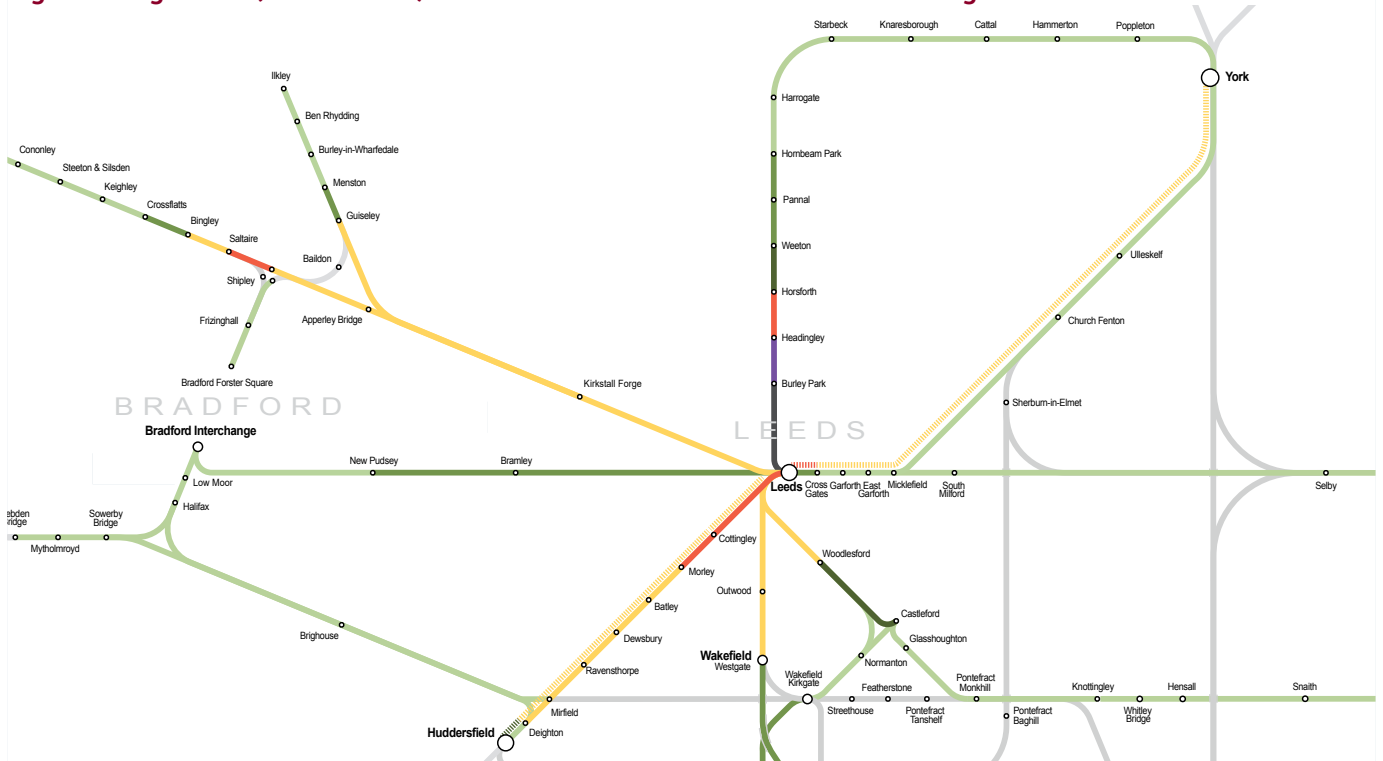 Starbeck
Knaresborough
Cattal
Hammerton
Poppleton
York
Ilkley
Ben Rhydding
Burley-in-Wharfedale
Menston
Guiseley
Baildon
Harrogate
Hornbeam Park
Pannal
Weeton
Horsforth
Headingley
Burley Park
Cononley
Steeton & Silsden
Keighley
Crossflatts
Bingley
Saltaire
Shipley
Frizinghall
Bradford Forster Square
Apperley Bridge
Kirkstall Forge
Ulleskelf
Church Fenton
Sherburn-in-Elmet
BRADFORD
LEEDS
Bradford Interchange
New Pudsey
Bramley
Leeds
Cross
Gates
Garforth
East
Garforth
Micklefield
South
Milford
Selby
Low Moor
Halifax
Sowerby
Bridge
Mytholmroyd
Brighouse
Cottingley
Morley
Batley
Dewsbury
Ravensthorpe
Mirfield
Deighton
Huddersfield
Outwood
Wakefield
Westgate
Woodlesford
Castleford
Glasshoughton
Normanton
Wakefield
Kirkgate
Streethouse
Featherstone
Pontefract
Tanshelf
Pontefract
Monkhill
Pontefract
Baghill
Knottingley
Whitley
Bridge
Hensall
Snaith